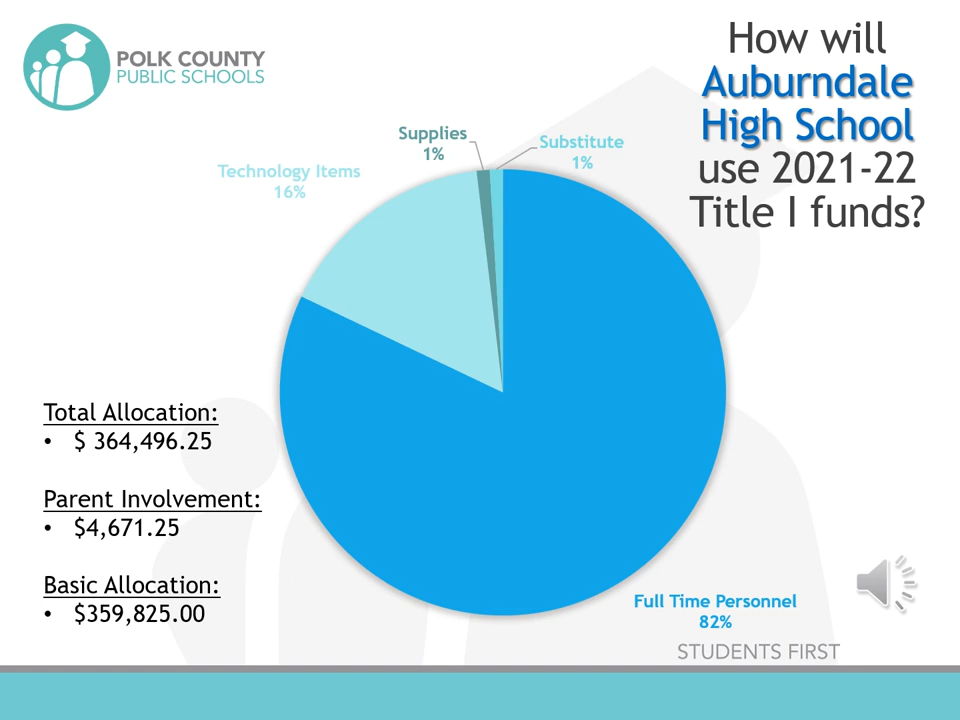 POLK COUNTY
PUBLIC SCHOOLS
How will
Auburndale
High School
use 2021-22
Title I funds?
Supplies
1%
Substitute
1%
Technology Items
16%
Total Allocation:
• $ 364,496.25
Parent Involvement:
• $4,671.25
Basic Allocation:
• $359,825.00
Full Time Personnel
82%
STUDENTS FIRST